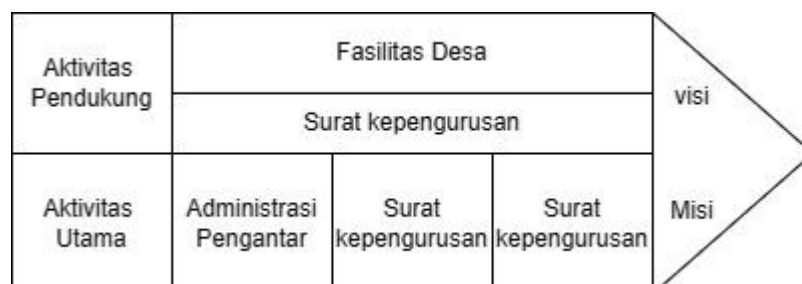 Aktivitas
Pendukung
Fasilitas Desa
Surat kepengurusan
visi
Aktivitas
Utama
Administrasi
Pengantar
Surat
kepengurusan
Surat
kepengurusan
Misi